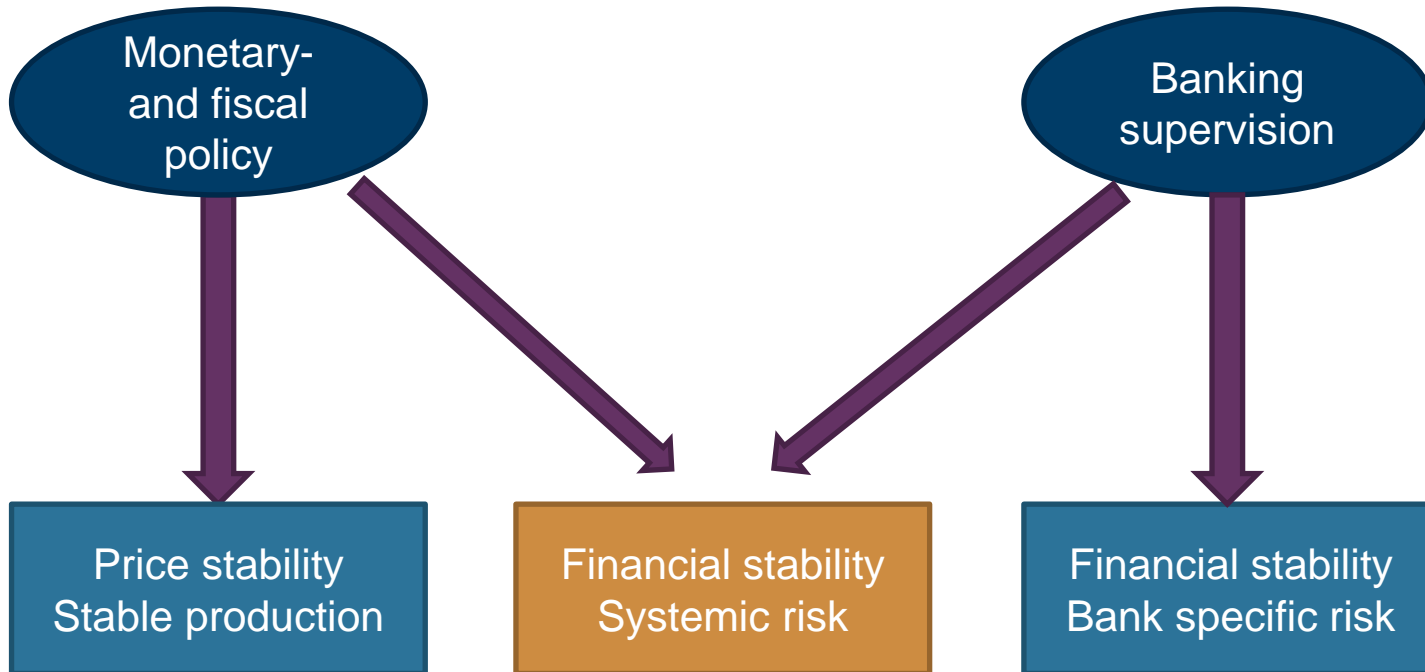 Monetary-
and fiscal
policy
Banking
supervision
Price stability
Stable production
Financial stability
Systemic risk
Financial stability
Bank specific risk